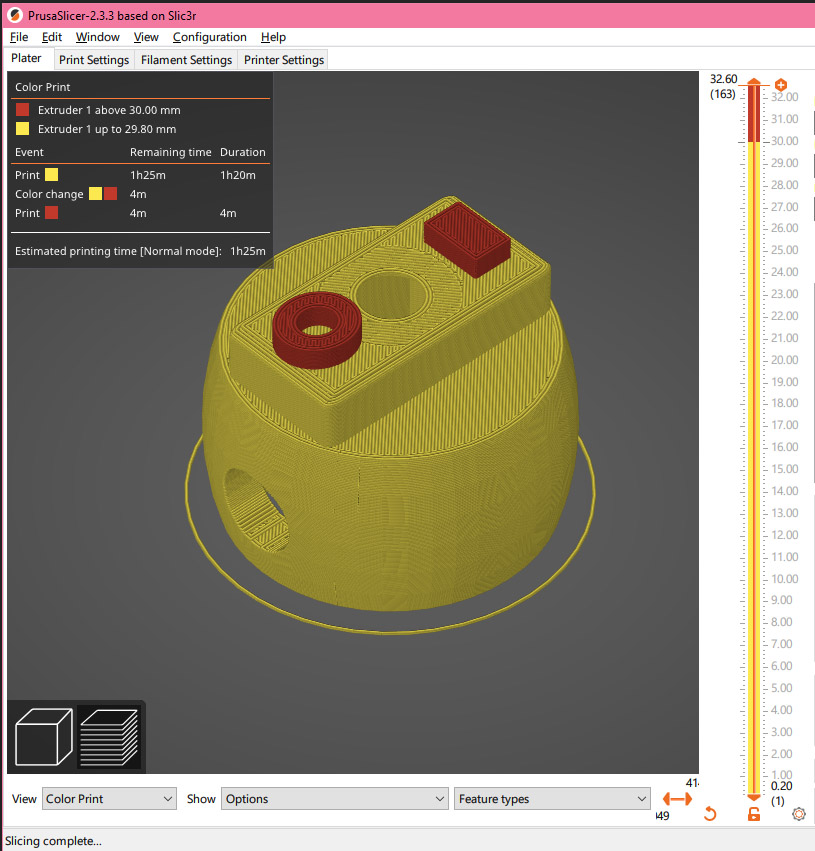 PrusaSlicer-2.3.3 based on Slic3r
File Edit Window View Configuration Help
Plater Print Settings Filament Settings Printer Settings
Color Print
Extruder 1 above 30.00 mm
Extruder 1 up to 29.80 mm
Event Remaining time Duration
Print 1h25m 1h20m
Color change 4m
Print 4m 4m
Estimated printing time [Normal mode]: 1h25m
32.60
(163)
32.00
31.00
30.00
29.00
28.00
27.00
26.00
25.00
24.00
23.00
22.00
21.00
20.00
19.00
18.00
17.00
16.00
15.00
14.00
13.00
12.00
11.00
10.00
9.00
8.00
7.00
6.00
5.00
4.00
3.00
2.00
1.00
0.20
(1)
View Color Print Show Options Feature types
Slicing complete...